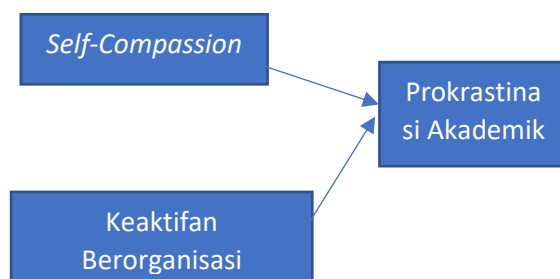 Self-Compassion
Prokrastina
si Akademik
Keaktifan
Berorganisasi